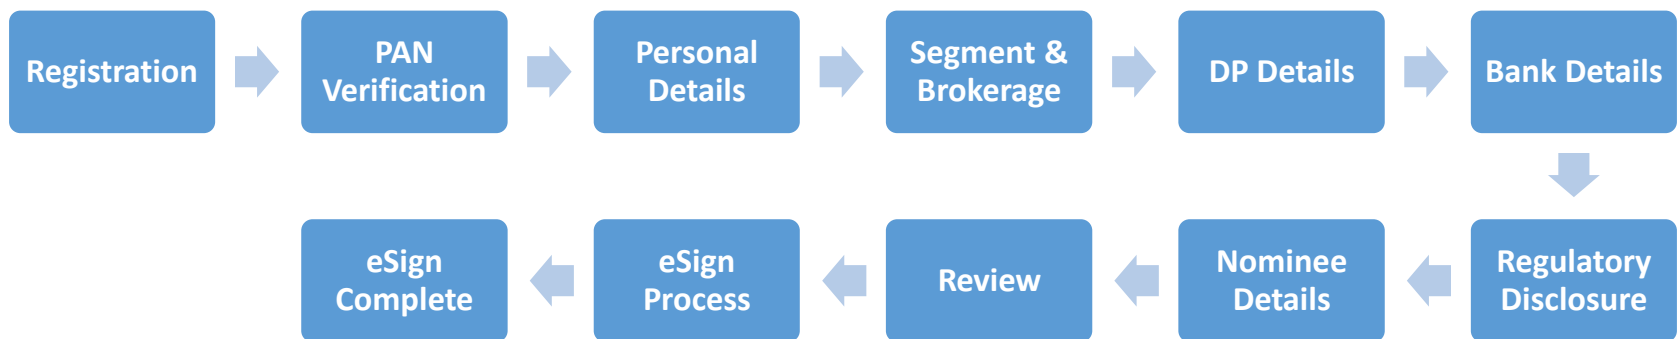 Registration
PAN
Verification
Personal
Details
Segment &
Brokerage
DP Details
Bank Details
Regulatory
Disclosure
Nominee
Details
Review
eSign
Process
eSign
Complete